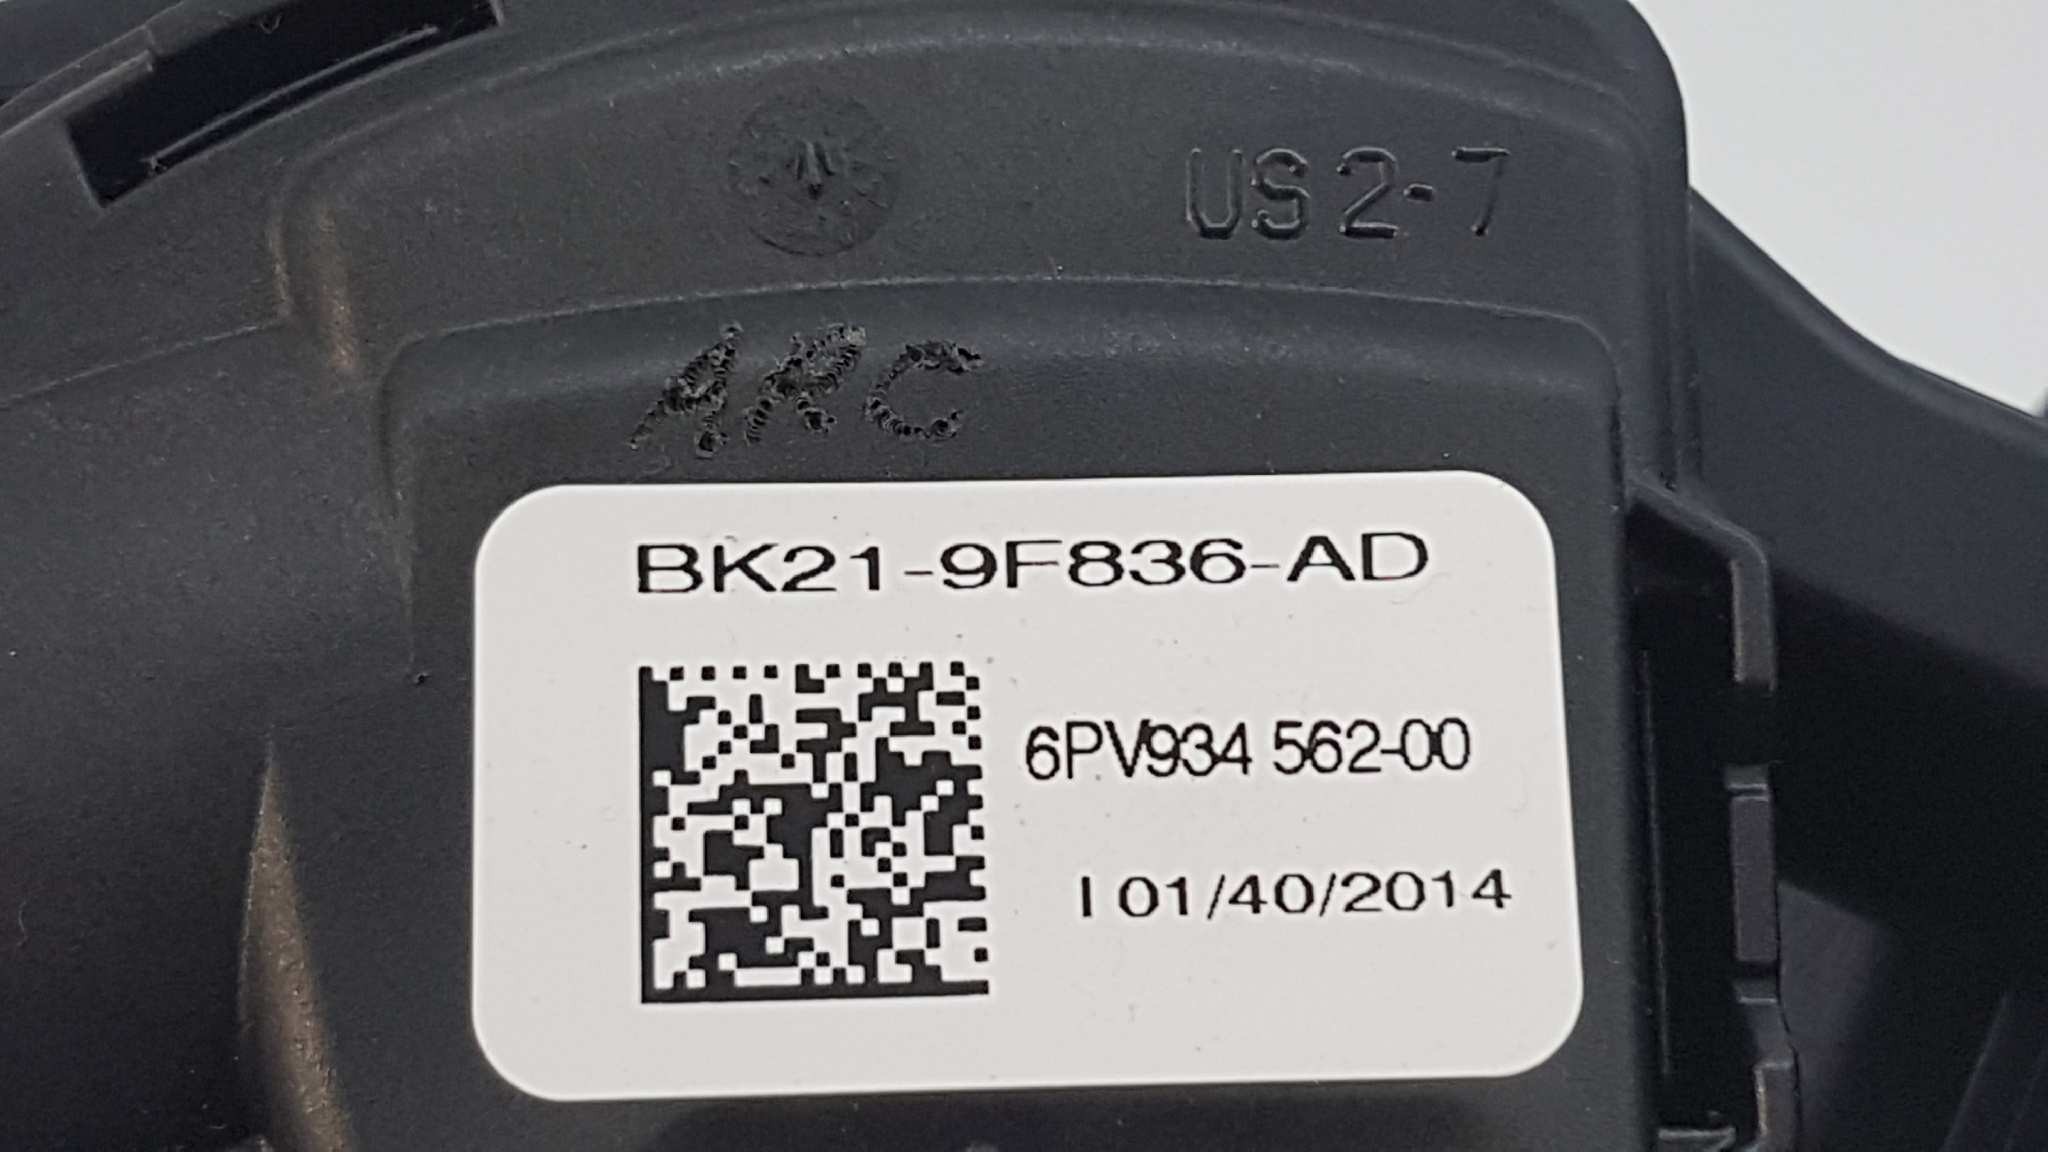 US 2-7
ARC
BK21-9F836-AD
6PV934 562-00
I 01/40/2014